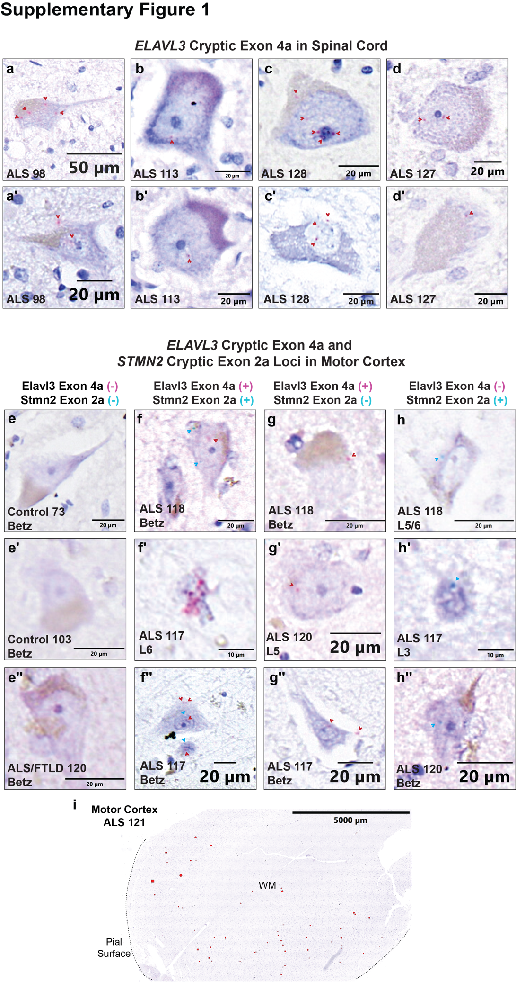 Supplementary Figure 1
ELAVL3 Cryptic Exon 4a in Spinal Cord
a
b
c
d
ALS 98
50 µm
ALS 113
20 µm
ALS 128
20 µm
ALS 127
20 µm
a'
b'
c'
d'
ALS 98
20 µm
ALS 113
20 µm
ALS 128
20 µm
ALS 127
20 µm
ELAVL3 Cryptic Exon 4a and
STMN2 Cryptic Exon 2a Loci in Motor Cortex
Elavl3 Exon 4a (-)
Stmn2 Exon 2a (-)
Elavl3 Exon 4a (+)
Stmn2 Exon 2a (+)
Elavl3 Exon 4a (+)
Stmn2 Exon 2a (-)
Elavl3 Exon 4a (-)
Stmn2 Exon 2a (+)
e
f
g
h
Control 73
Betz
20 µm
ALS 118
Betz
20 µm
ALS 118
Betz
20 µm
ALS 118
L5/6
20 µm
e'
f'
g'
h'
Control 103
Betz
20 µm
ALS 117
L6
10 µm
ALS 120
L5
20 µm
ALS 117
L3
10 µm
e"
f"
g"
h"
ALS/FTLD 120
Betz
20 µm
ALS 117
Betz
20 µm
ALS 117
Betz
20 µm
ALS 120
Betz
20 µm
i
Motor Cortex
ALS 121
5000 µm
WM
Pial
Surface